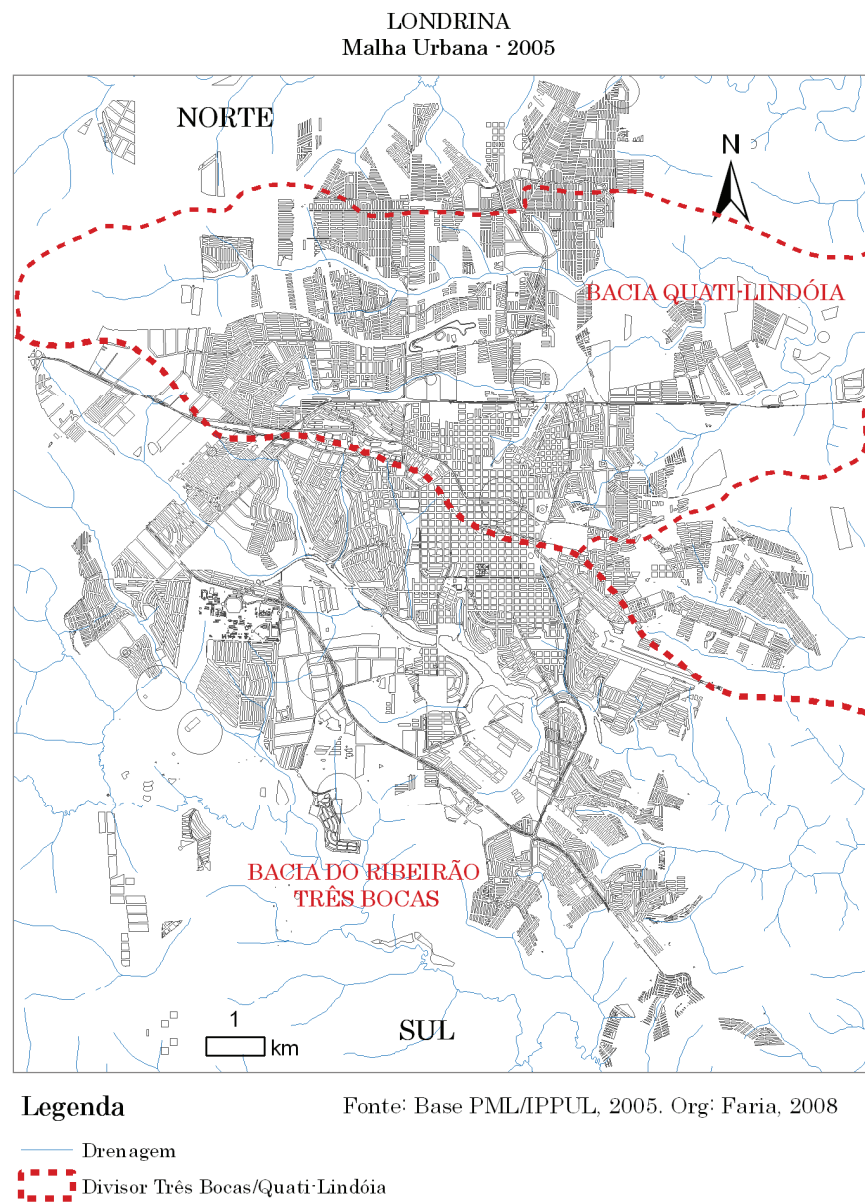 LONDRINA
Malha Urbana - 2005
NORTE
N
BACIA QUATI-LINDÓIA
BACIA DO RIBEIRÃO
TRÊS BOCAS
1
km
SUL
Legenda
Fonte: Base PML/IPPUL, 2005. Org: Faria, 2008
Drenagem
Divisor Três Bocas/Quati-Lindóia